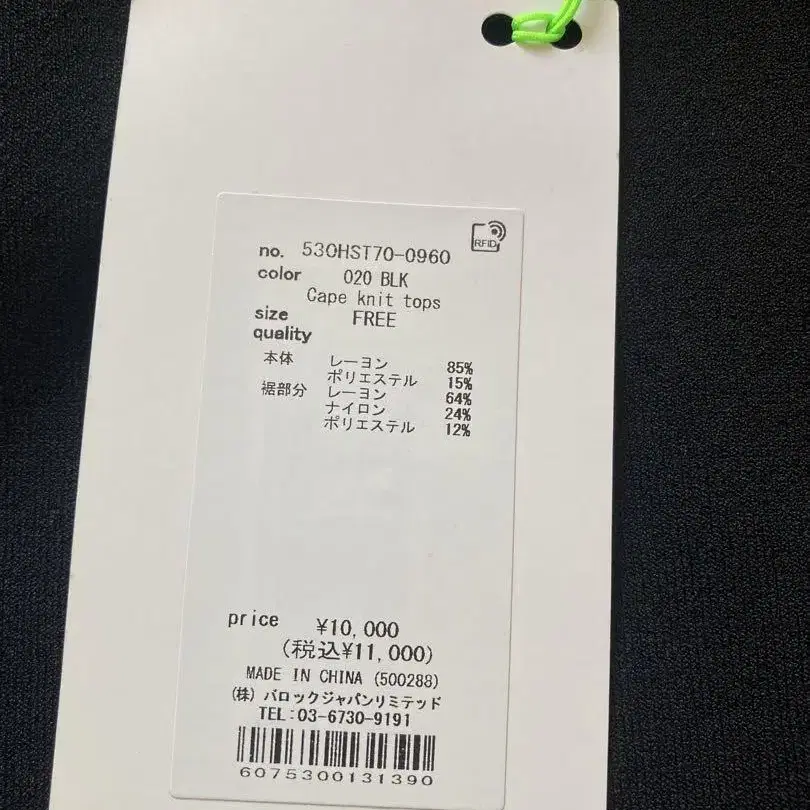 RFID
no. 530HST70-0960
color 020 BLK
Cape knit tops
size FREE
quality
本体 レーヨン 85%
ポリエステル 15%
裾部分 レーヨン 64%
ナイロン 24%
ポリエステル 12%
price ¥10,000
(税込¥11,000)
MADE IN CHINA (500288)
(株) バロックジャパンリミテッド
TEL:03-6730-9191
6075300131390